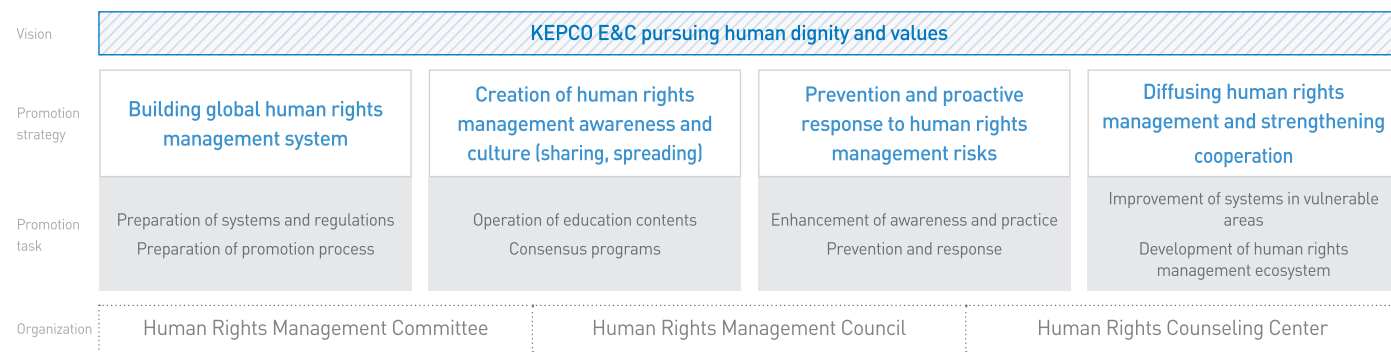 Vision
KEPCO E&C pursuing human dignity and values
Promotion
strategy
Building global human rights
management system
Creation of human rights
management awareness and
culture (sharing, spreading)
Prevention and proactive
response to human rights
management risks
Diffusing human rights
management and strengthening
cooperation
Promotion
task
Preparation of systems and regulations
Preparation of promotion process
Operation of education contents
Consensus programs
Enhancement of awareness and practice
Prevention and response
Improvement of systems in vulnerable
areas
Development of human rights
management ecosystem
Organization
Human Rights Management Committee
Human Rights Management Council
Human Rights Counseling Center